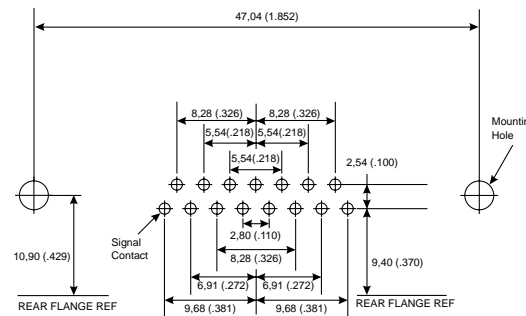 47,04 (1.852)
8,28 (.326) 8,28 (.326)
5,54(.218) 5,54(.218)
5,54(.218)
Mounting
Hole
2,54 (.100)
Signal
Contact
2,80 (.110)
10,90 (.429)
8,28 (.326)
9,40 (.370)
6,91 (.272) 6,91 (.272)
REAR FLANGE REF REAR FLANGE REF
9,68 (.381) 9,68 (.381)